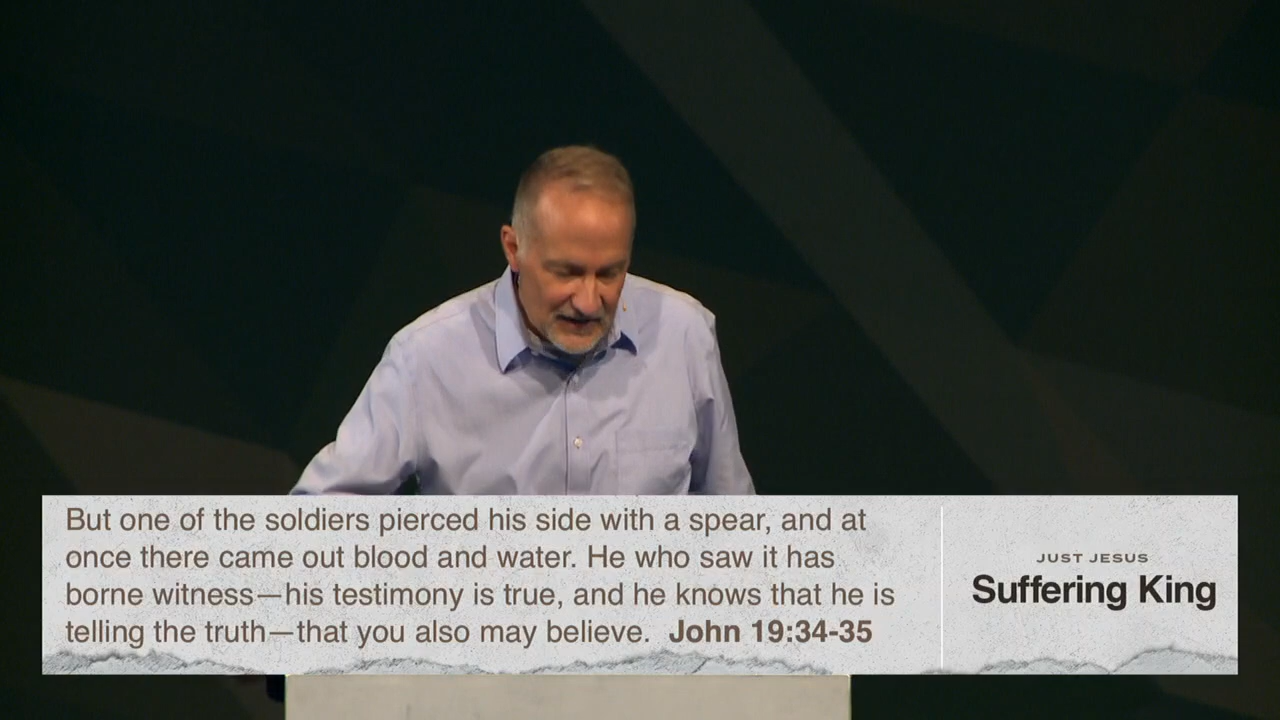 But one of the soldiers pierced his side with a spear, and at
once there came out blood and water. He who saw it has
borne witness—his testimony is true, and he knows that he is
telling the truth—that you also may believe. John 19:34-35
JUST JESUS
Suffering King